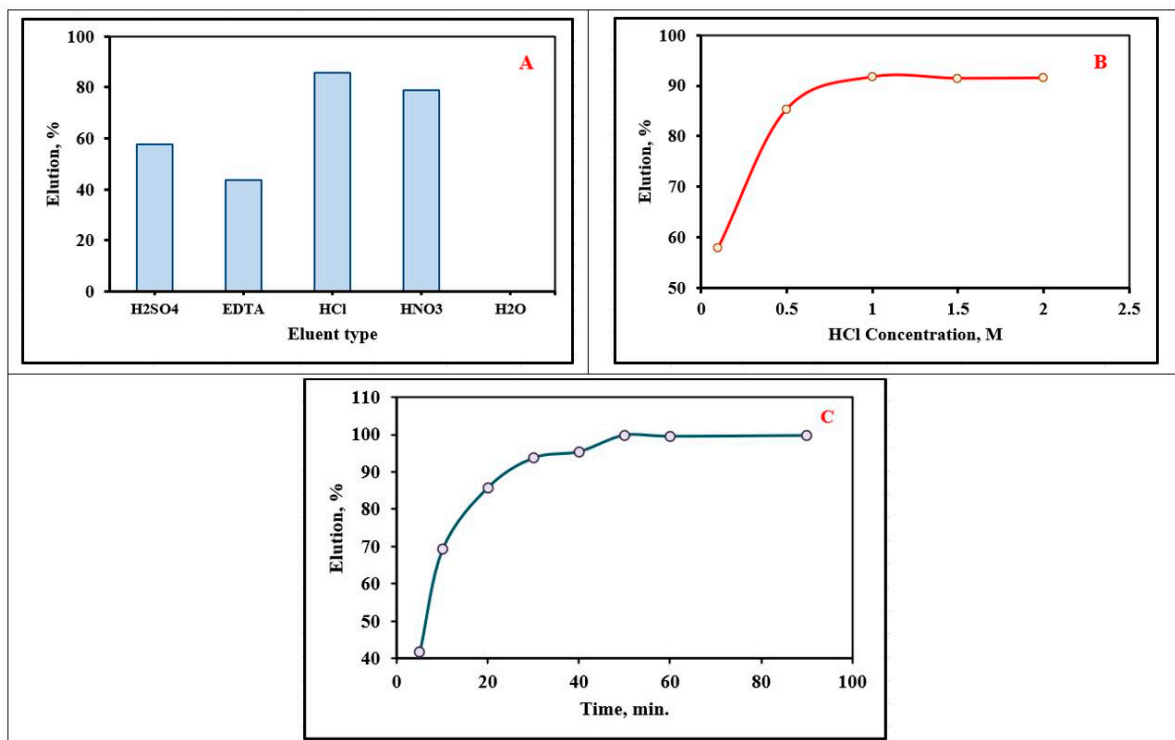 A
Elution, %
100
80
60
40
20
0
H2SO4 EDTA HCl HNO3 H2O
Eluent type
B
Elution, %
100
90
80
70
60
50
0 0.5 1 1.5 2 2.5
HCl Concentration, M
C
Elution, %
110
100
90
80
70
60
50
40
0 20 40 60 80 100
Time, min.